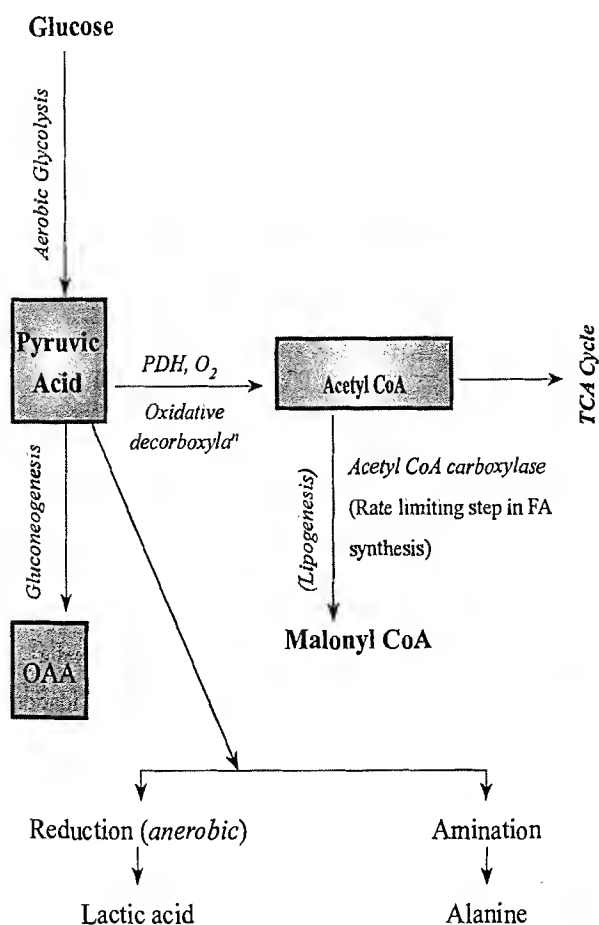 Glucose
Aerobic Glycolysis
Pyruvic
Acid
PDH, O₂
Oxidative
decorboxylaⁿ
Acetyl CoA
TCA Cycle
Gluconeogenesis
(Lipogenesis)
Acetyl CoA carboxylase
(Rate limiting step in FA
synthesis)
OAA
Malonyl CoA
Reduction (anerobic)
Amination
Lactic acid
Alanine